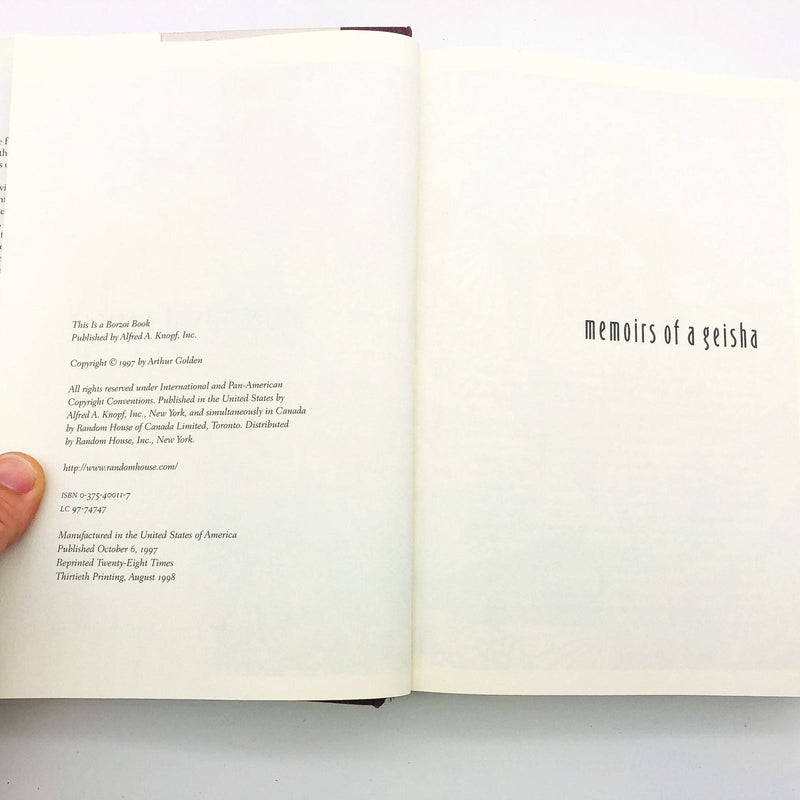 This Is a Borzoi Book
Published by Alfred A. Knopf, Inc.
Copyright © 1997 by Arthur Golden
All rights reserved under International and Pan-American
Copyright Conventions. Published in the United States by
Alfred A. Knopf, Inc., New York, and simultaneously in Canada
by Random House of Canada Limited, Toronto. Distributed
by Random House, Inc., New York.
http://www.randomhouse.com/
ISBN 0-375-40011-7
LC 97-74747
Manufactured in the United States of America
Published October 6, 1997
Reprinted Twenty-Eight Times
Thirtieth Printing, August 1998
memoirs of a geisha